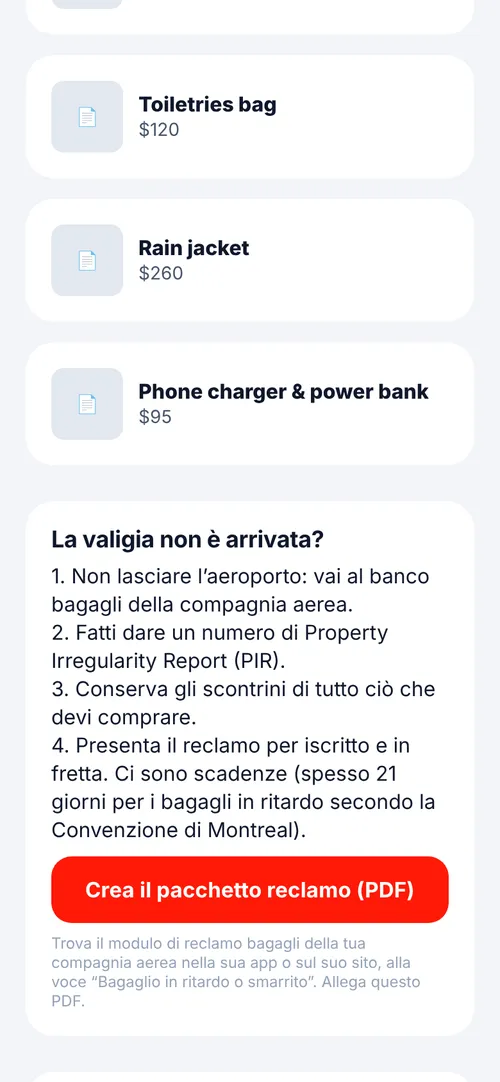 Toiletries bag
$120
Rain jacket
$260
Phone charger & power bank
$95
La valigia non è arrivata?
1. Non lasciare l’aeroporto: vai al banco
bagagli della compagnia aerea.
2. Fatti dare un numero di Property
Irregularity Report (PIR).
3. Conserva gli scontrini di tutto ciò che
devi comprare.
4. Presenta il reclamo per iscritto e in
fretta. Ci sono scadenze (spesso 21
giorni per i bagagli in ritardo secondo la
Convenzione di Montreal).
Crea il pacchetto reclamo (PDF)
Trova il modulo di reclamo bagagli della tua
compagnia aerea nella sua app o sul suo sito, alla
voce “Bagaglio in ritardo o smarrito”. Allega questo
PDF.